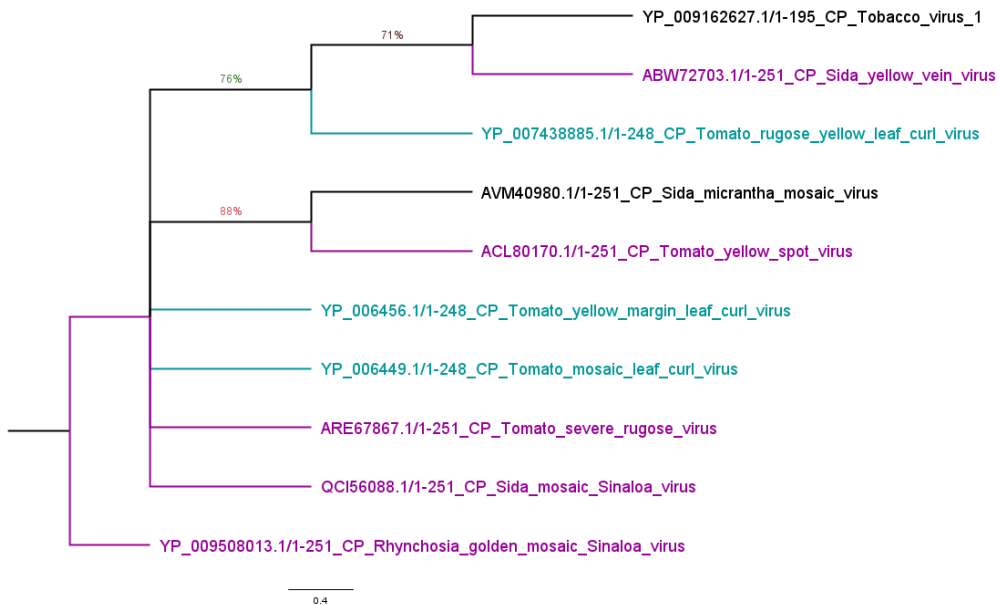 YP_009162627.1/1-195_CP_Tobacco_virus_1
71%
ABW72703.1/1-251_CP_Sida_yellow_vein_virus
76%
YP_007438885.1/1-248_CP_Tomato_rugose_yellow_leaf_curl_virus
AVM40980.1/1-251_CP_Sida_micrantha_mosaic_virus
88%
ACL80170.1/1-251_CP_Tomato_yellow_spot_virus
YP_006456.1/1-248_CP_Tomato_yellow_margin_leaf_curl_virus
YP_006449.1/1-248_CP_Tomato_mosaic_leaf_curl_virus
ARE67867.1/1-251_CP_Tomato_severe_rugose_virus
QCI56088.1/1-251_CP_Sida_mosaic_Sinaloa_virus
YP_009508013.1/1-251_CP_Rhynchosia_golden_mosaic_Sinaloa_virus
0.4